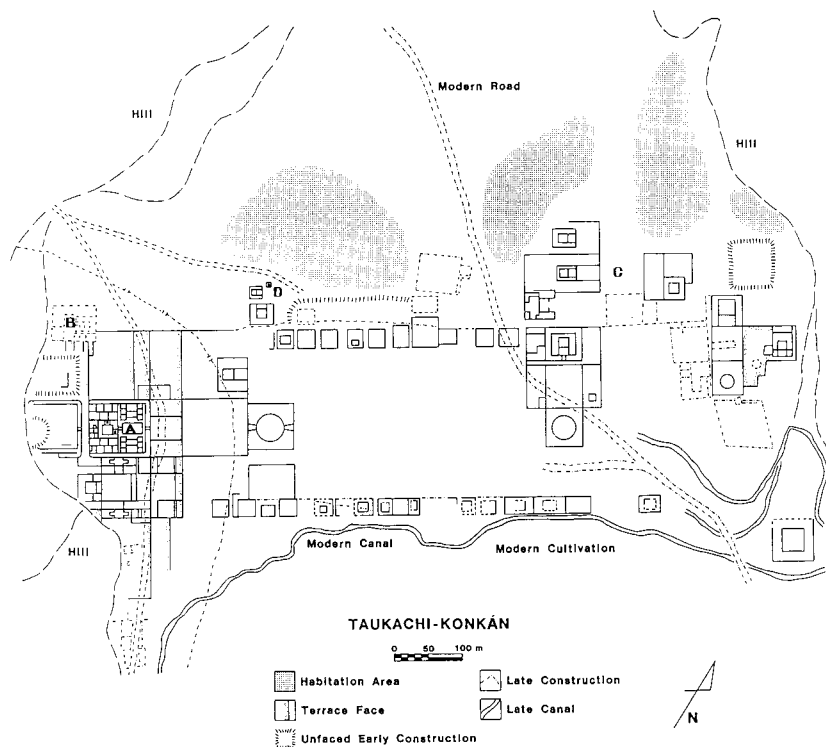 Modern Road
Hill
Hill
C
D
B
A
Hill
Modern Canal
Modern Cultivation
TAUKACHI-KONKÁN
0 50 100 m
Habitation Area
Late Construction
Terrace Face
Late Canal
Unfaced Early Construction
N